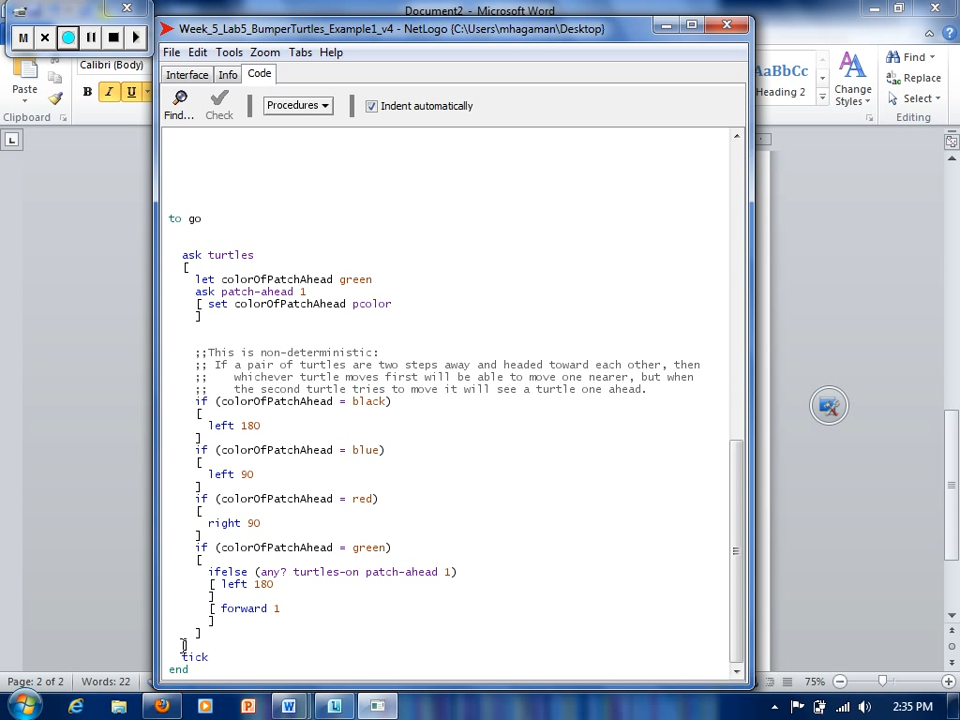 Document2 - Microsoft Word
M
Week_5_Lab5_BumperTurtles_Example1_v4 - NetLogo {C:\Users\mhagaman\Desktop}
File Edit Tools Zoom Tabs Help
Interface Info Code
Find... Check Procedures Indent automatically
Paste
Clipboard
Calibri (Body)
B I U
AaBbCc
Heading 2
Change Styles
Find
Replace
Select
Editing
to go
ask turtles
[
let colorOfPatchAhead green
ask patch-ahead 1
[ set colorOfPatchAhead pcolor
]
;;This is non-deterministic:
;; If a pair of turtles are two steps away and headed toward each other, then
;; whichever turtle moves first will be able to move one nearer, but when
;; the second turtle tries to move it will see a turtle one ahead.
if (colorOfPatchAhead = black)
[
left 180
]
if (colorOfPatchAhead = blue)
[
left 90
]
if (colorOfPatchAhead = red)
[
right 90
]
if (colorOfPatchAhead = green)
[
ifelse (any? turtles-on patch-ahead 1)
[ left 180
]
[ forward 1
]
]
]
tick
end
Page: 2 of 2 Words: 22 75%
2:35 PM